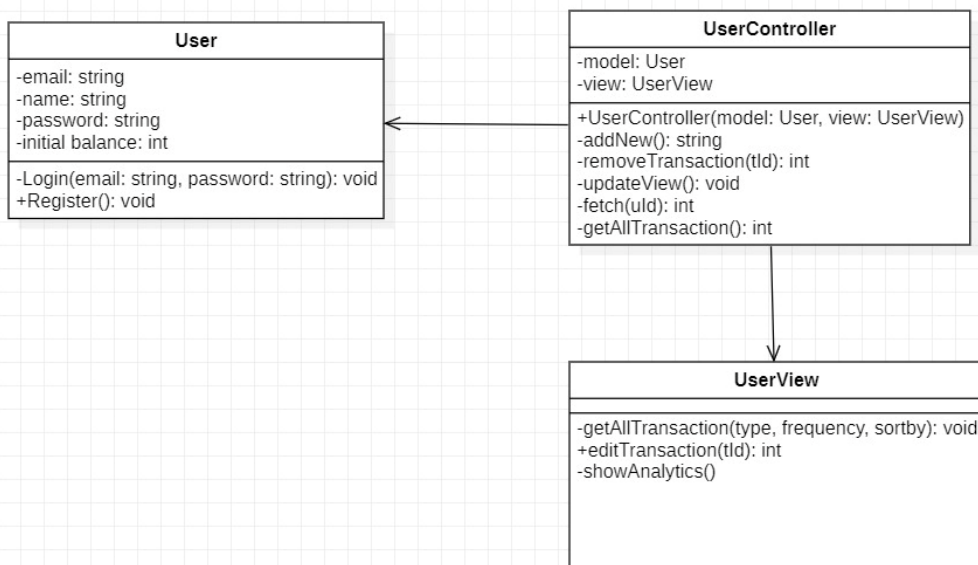 User
-email: string
-name: string
-password: string
-initial balance: int
-Login(email: string, password: string): void
+Register(): void
UserController
-model: User
-view: UserView
+UserController(model: User, view: UserView)
-addNew(): string
-removeTransaction(tId): int
-updateView(): void
-fetch(uId): int
-getAllTransaction(): int
UserView
-getAllTransaction(type, frequency, sortby): void
+editTransaction(tId): int
-showAnalytics()